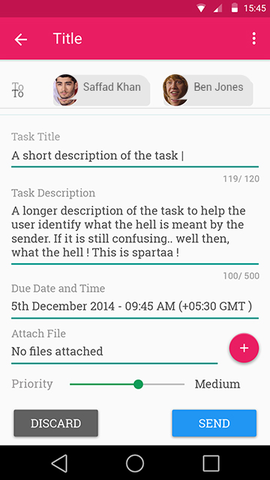 15:45
Title
To
To
Saffad Khan
Ben Jones
Task Title
A short description of the task |
119/ 120
Task Description
A longer description of the task to help the
user identify what the hell is meant by the
sender. If it is still confusing.. well then,
what the hell ! This is spartaa !
100/ 500
Due Date and Time
5th December 2014 - 09:45 AM (+05:30 GMT )
Attach File
No files attached
Priority
Medium
DISCARD
SEND